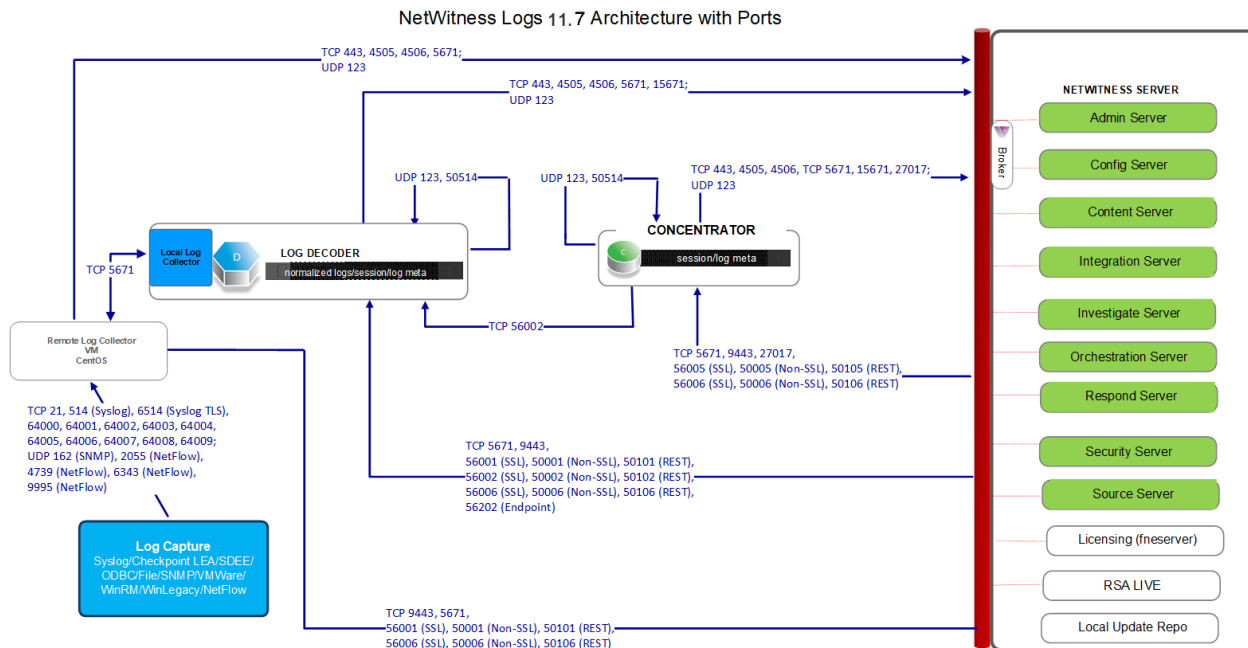 NetWitness Logs 11.7 Architecture with Ports
TCP 443, 4505, 4506, 5671;
UDP 123
TCP 443, 4505, 4506, 5671, 15671;
UDP 123
UDP 123, 50514
UDP 123, 50514
TCP 443, 4505, 4506, TCP 5671, 15671, 27017;
UDP 123
Local Log
Collector
D
LOG DECODER
normalized logs/session/log meta
CONCENTRATOR
C
session/log meta
TCP 5671
TCP 56002
Remote Log Collector
VM
CentOS
TCP 5671, 9443, 27017,
56005 (SSL), 50005 (Non-SSL), 50105 (REST),
56006 (SSL), 50006 (Non-SSL), 50106 (REST)
TCP 21, 514 (Syslog), 6514 (Syslog TLS),
64000, 64001, 64002, 64003, 64004,
64005, 64006, 64007, 64008, 64009;
UDP 162 (SNMP), 2055 (NetFlow),
4739 (NetFlow), 6343 (NetFlow),
9995 (NetFlow)
TCP 5671, 9443,
56001 (SSL), 50001 (Non-SSL), 50101 (REST),
56002 (SSL), 50002 (Non-SSL), 50102 (REST),
56006 (SSL), 50006 (Non-SSL), 50106 (REST),
56202 (Endpoint)
Log Capture
Syslog/Checkpoint LEA/SDEE/
ODBC/File/SNMP/VMWare/
WinRM/WinLegacy/NetFlow
TCP 9443, 5671,
56001 (SSL), 50001 (Non-SSL), 50101 (REST),
56006 (SSL), 50006 (Non-SSL), 50106 (REST)
Broker
NETWITNESS SERVER
Admin Server
Config Server
Content Server
Integration Server
Investigate Server
Orchestration Server
Respond Server
Security Server
Source Server
Licensing (fneserver)
RSA LIVE
Local Update Repo